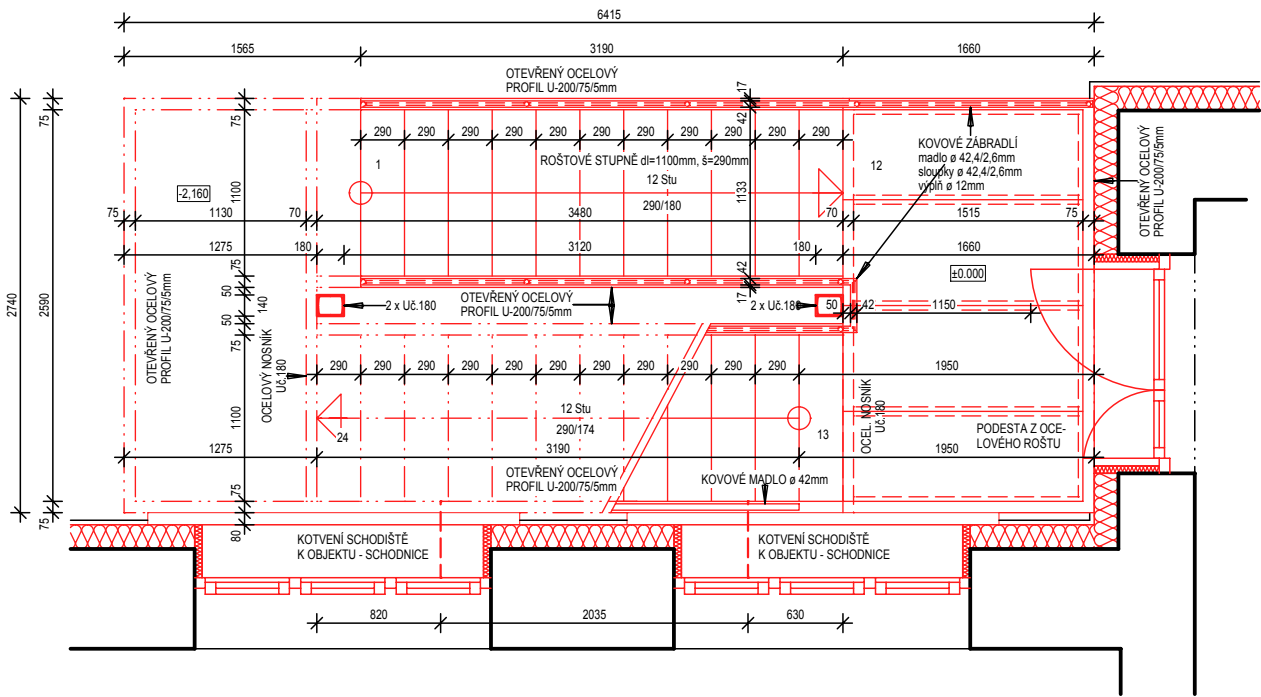 6415
1565
3190
1660
OTEVŘENÝ OCELOVÝ
PROFIL U-200/75/5mm
17
42
75
75
75
290
290
290
290
290
290
290
290
290
290
290
1
ROŠTOVÉ STUPNĚ dl=1100mm, š=290mm
12 Stu
290/180
12
KOVOVÉ ZÁBRADLÍ
madlo ø 42,4/2,6mm
sloupky ø 42,4/2,6mm
výplň ø 12mm
OTEVŘENÝ OCELOVÝ
PROFIL U-200/75/5mm
-2,160
1100
1133
75
1130
70
3480
70
1515
75
1275
180
3120
180
1660
75
42
±0.000
2740
2590
OTEVŘENÝ OCELOVÝ
PROFIL U-200/75/5mm
50
140
50
75
17
2 x Uč.180
OTEVŘENÝ OCELOVÝ
PROFIL U-200/75/5mm
2 x Uč.180
50
42
1150
OCELOVÝ NOSNÍK
Uč.180
290
290
290
290
290
290
290
290
290
290
290
1950
1100
12 Stu
290/174
24
13
OCEL. NOSNÍK
Uč.180
PODESTA Z OCE-
LOVÉHO ROŠTU
1275
3190
1950
OTEVŘENÝ OCELOVÝ
PROFIL U-200/75/5mm
KOVOVÉ MADLO ø 42mm
75
75
75
80
KOTVENÍ SCHODIŠTĚ
K OBJEKTU - SCHODNICE
KOTVENÍ SCHODIŠTĚ
K OBJEKTU - SCHODNICE
820
2035
630